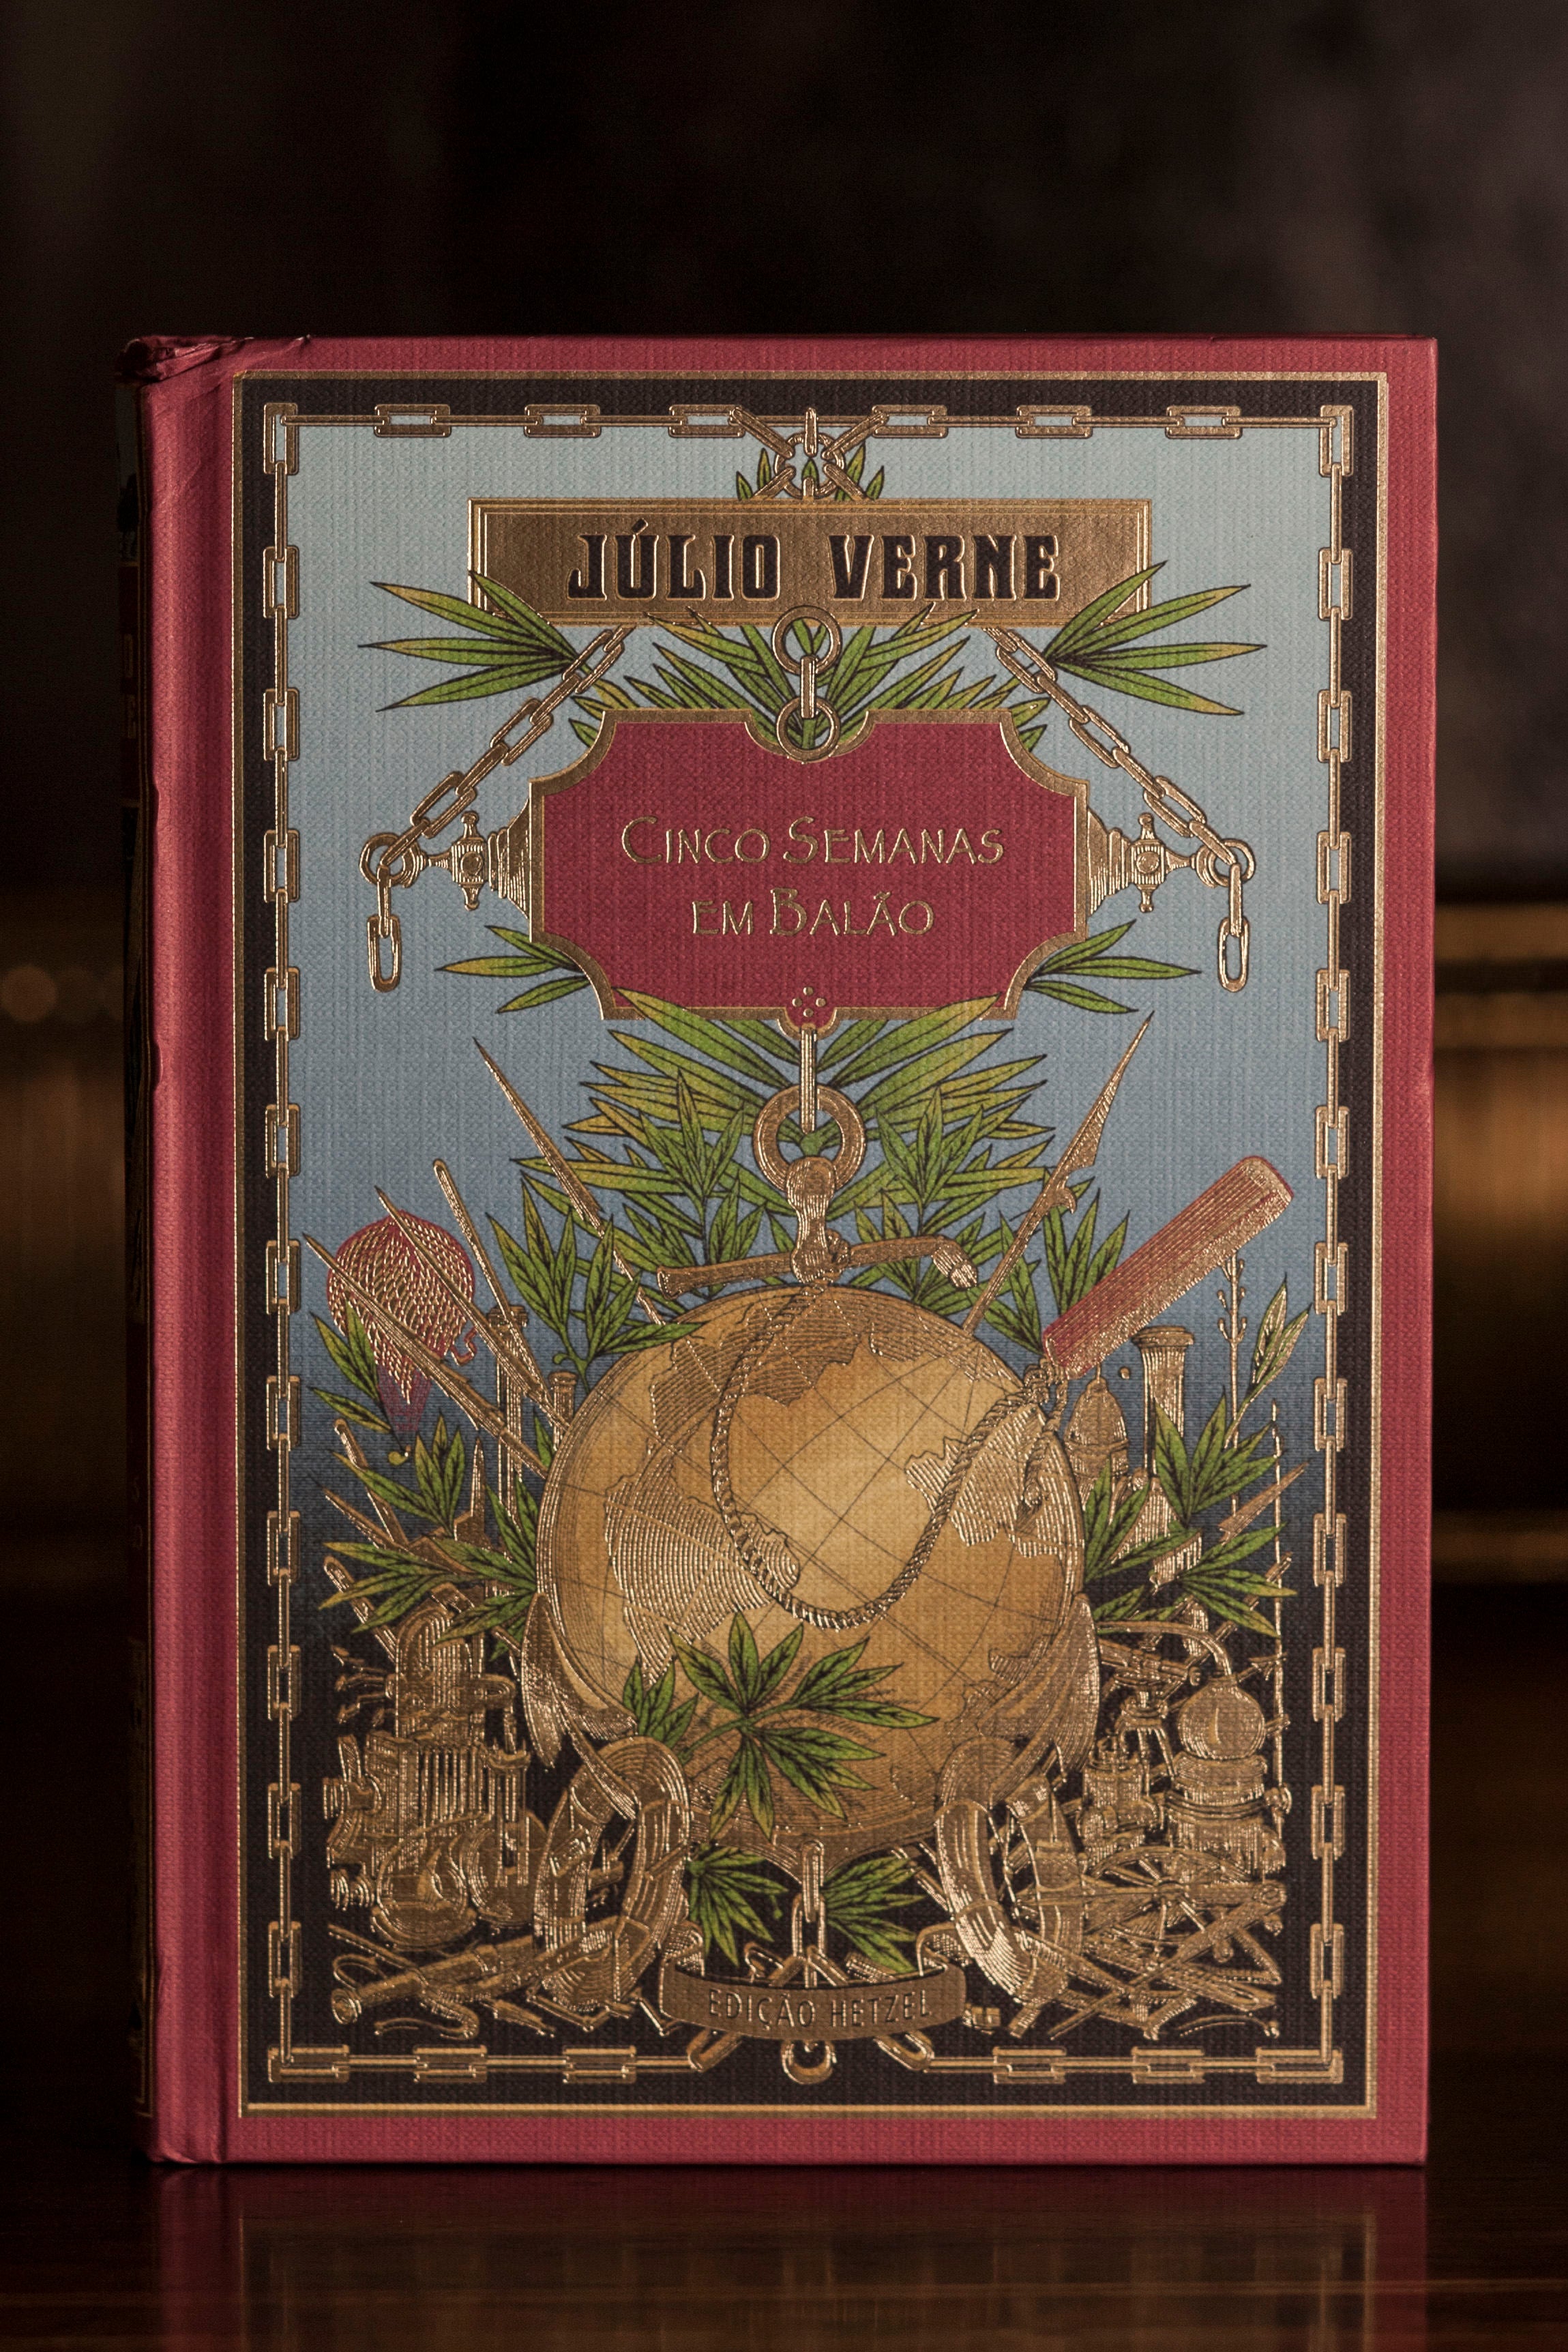 JÚLIO VERNE
CINCO SEMANAS
EM BALÃO
EDIÇÃO HETZEL